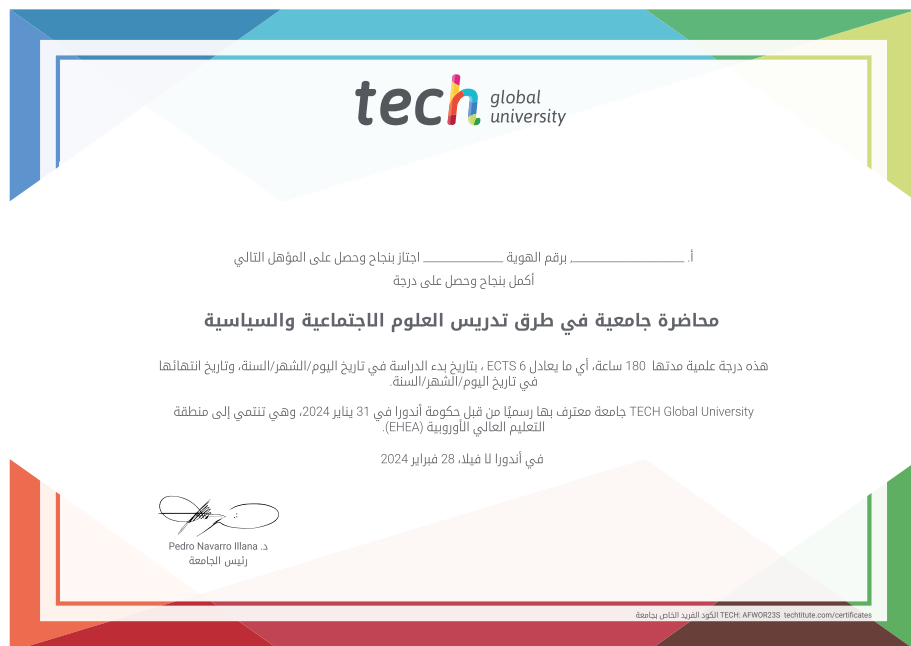 tech global
university
أ. ____________________, برقم الهوية ______________ اجتاز بنجاح وحصل على المؤهل التالي
أكمل بنجاح وحصل على درجة
محاضرة جامعية في طرق تدريس العلوم الاجتماعية والسياسية
هذه درجة علمية مدتها 180 ساعة، أي ما يعادل 6 ECTS ، بتاريخ بدء الدراسة في تاريخ اليوم/الشهر/السنة، وتاريخ انتهائها
في تاريخ اليوم/الشهر/السنة.
TECH Global University جامعة معترف بها رسميًا من قبل حكومة أندورا في 31 يناير 2024، وهي تنتمي إلى منطقة
التعليم العالي الأوروبية (EHEA).
في أندورا لا فيلا، 28 فبراير 2024
د. Pedro Navarro Illana
رئيس الجامعة
الكود الفريد الخاص بجامعة TECH: AFWOR23S techtitute.com/certificates